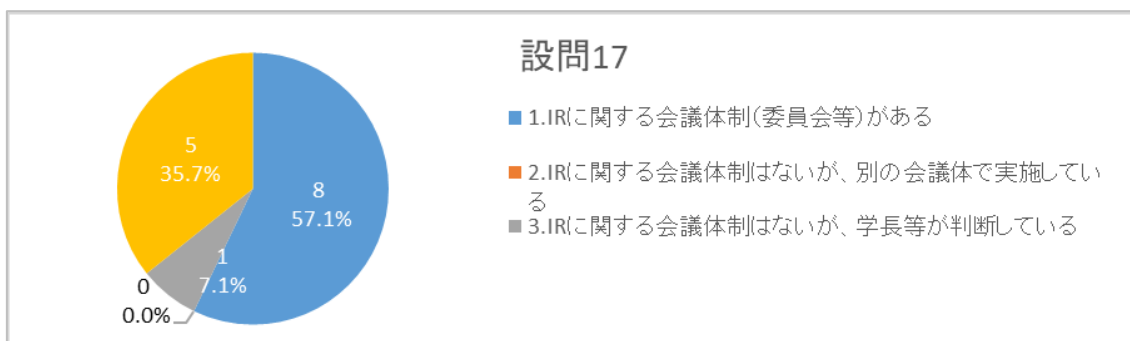 設問17
1.IRに関する会議体制(委員会等)がある
2.IRに関する会議体制はないが、別の会議体で実施してい
る
3.IRに関する会議体制はないが、学長等が判断している
5
35.7%
8
57.1%
1
7.1%
0
0.0%